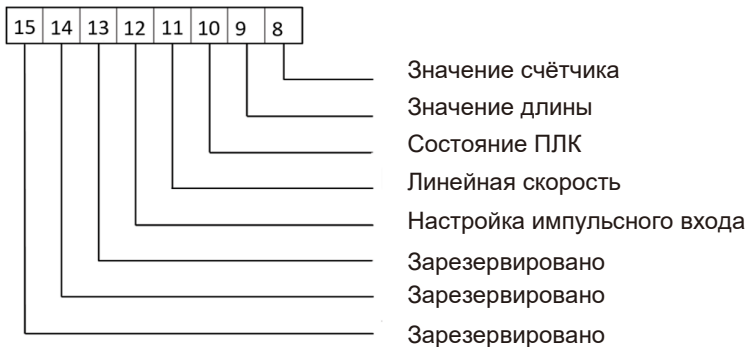 15 14 13 12 11 10 9 8
Значение счётчика
Значение длины
Состояние ПЛК
Линейная скорость
Настройка импульсного входа
Зарезервировано
Зарезервировано
Зарезервировано